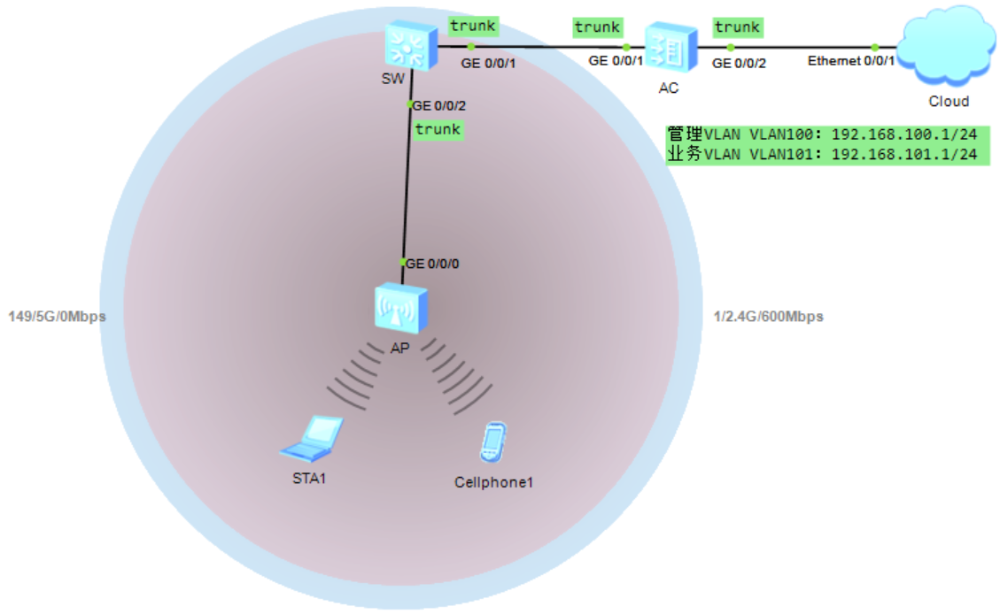 trunk
trunk
trunk
GE 0/0/1
GE 0/0/1
GE 0/0/2
Ethernet 0/0/1
SW
AC
Cloud
GE 0/0/2
trunk
管理VLAN VLAN100: 192.168.100.1/24
业务VLAN VLAN101: 192.168.101.1/24
GE 0/0/0
149/5G/0Mbps
1/2.4G/600Mbps
AP
STA1
Cellphone1